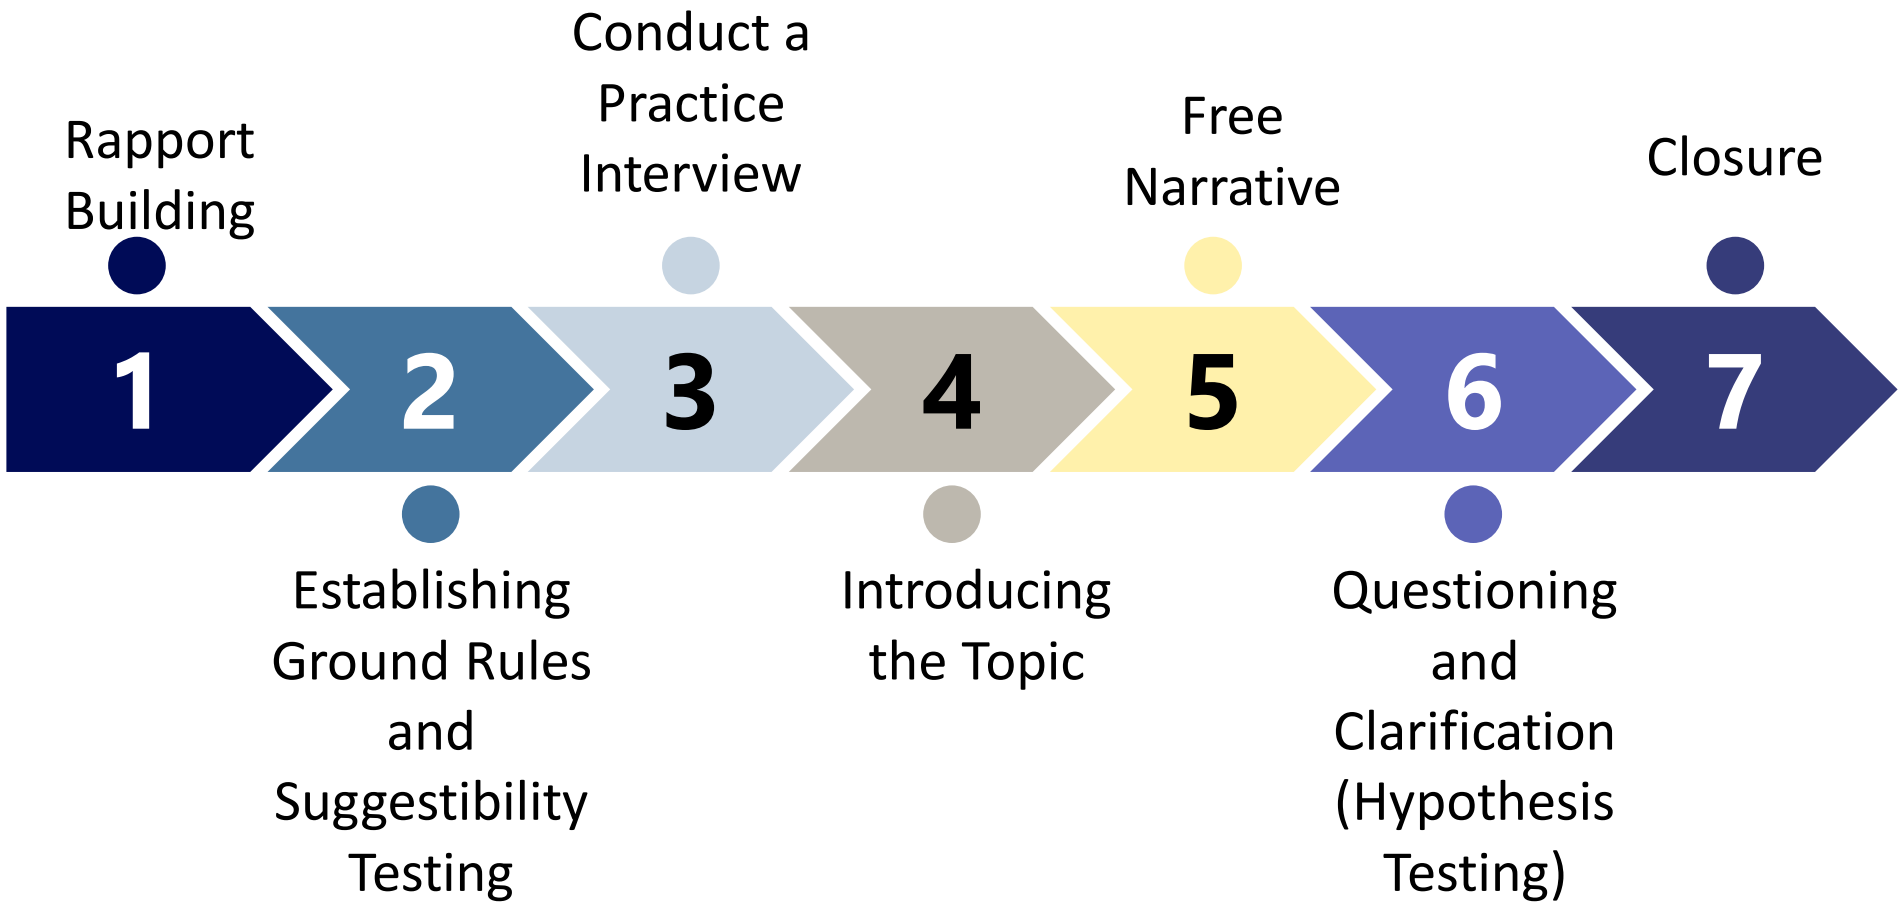 Rapport
Building
Conduct a
Practice
Interview
Free
Narrative
Closure
1
2
3
4
5
6
7
Establishing
Ground Rules
and
Suggestibility
Testing
Introducing
the Topic
Questioning
and
Clarification
(Hypothesis
Testing)